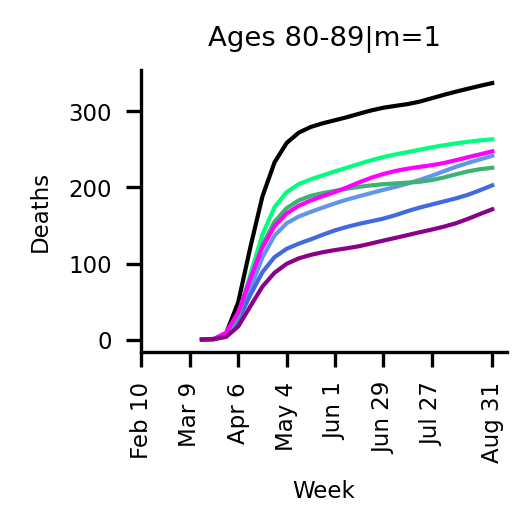 Ages 80-89|m=1
Deaths
300
200
100
0
Feb 10
Mar 9
Apr 6
May 4
Jun 1
Jun 29
Jul 27
Aug 31
Week